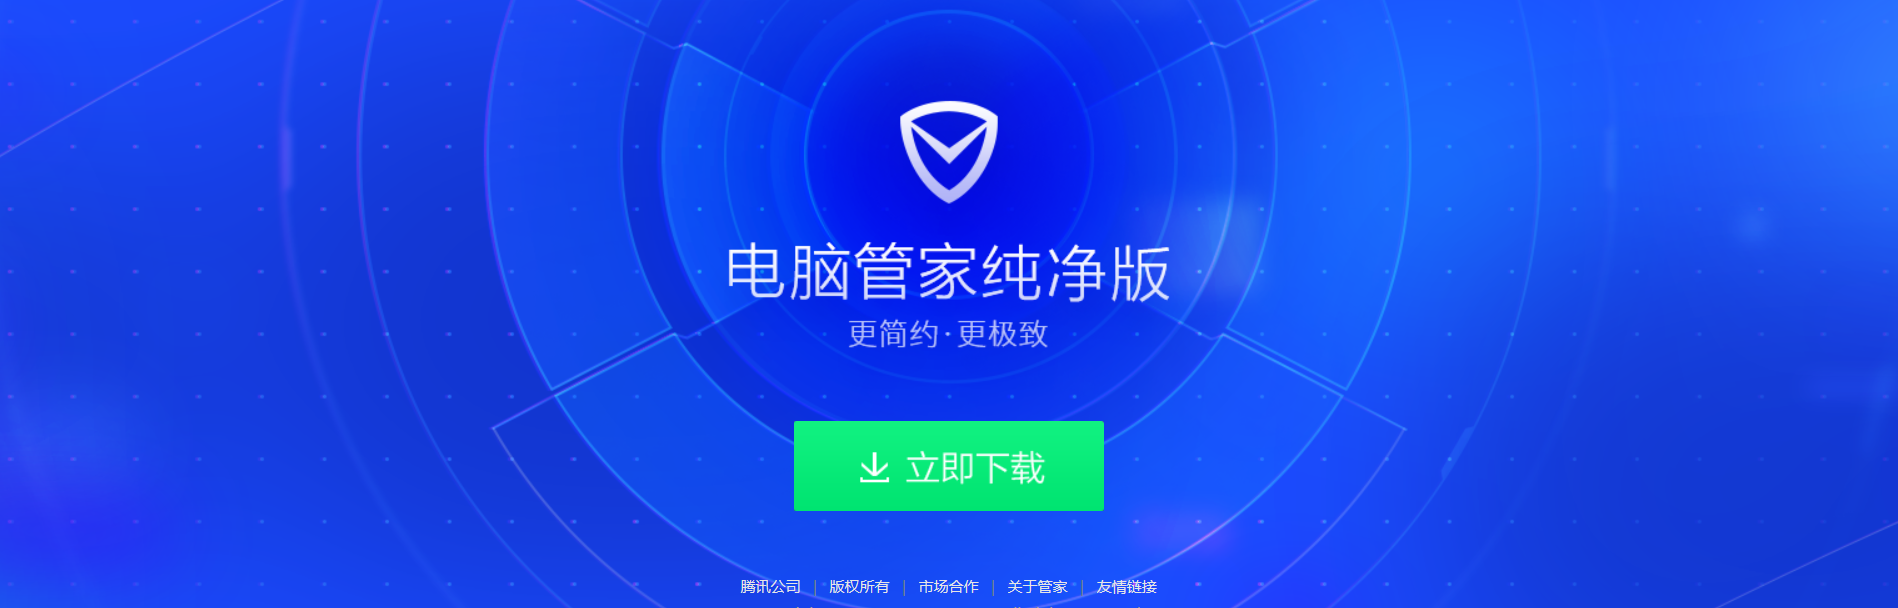 电脑管家纯净版
更简约·更极致
立即下载
腾讯公司 | 版权所有 | 市场合作 | 关于管家 | 友情链接